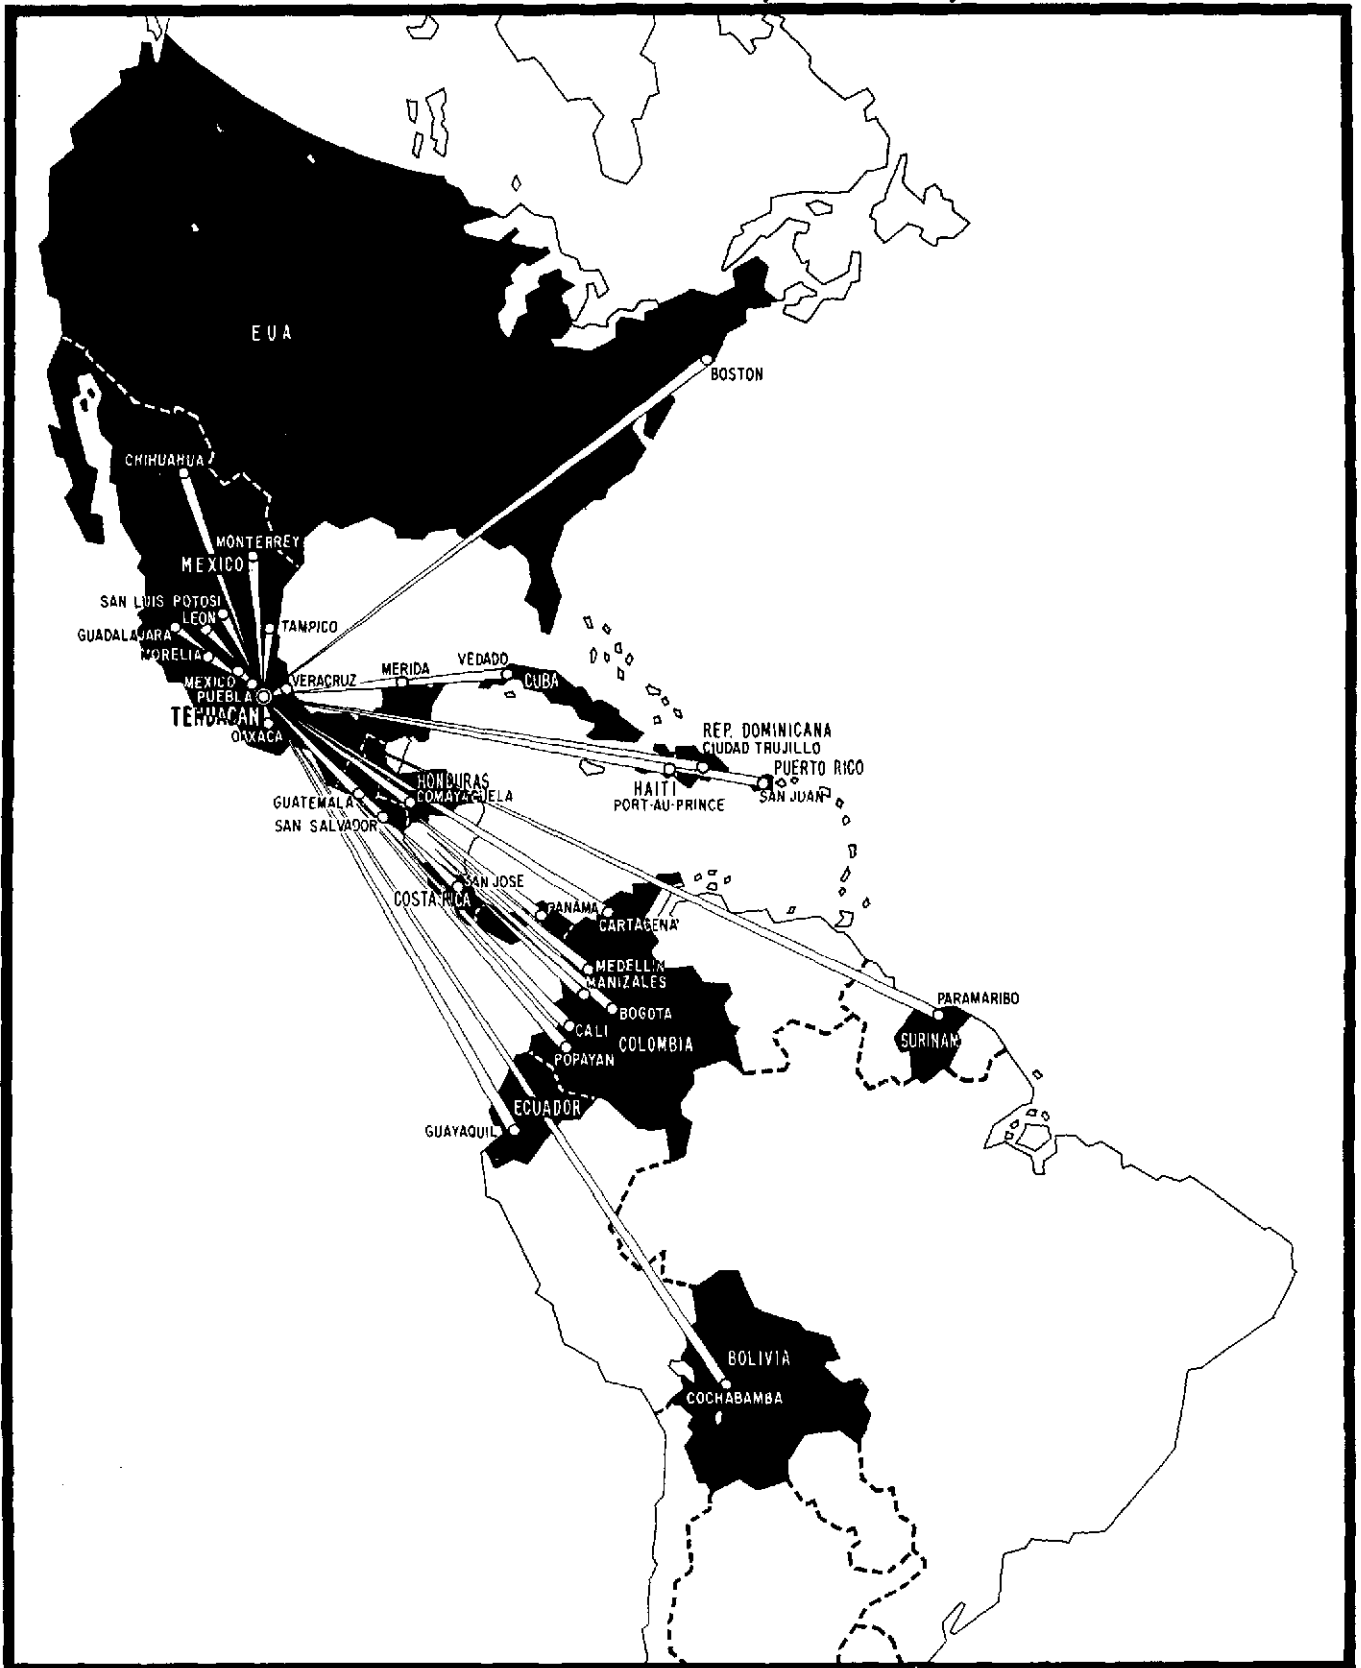 EUA
BOSTON
CHIHUAHUA
MONTERREY
MEXICO
SAN LUIS POTOSI
LEON
TAMPICO
GUADALAJARA
MORELIA
VEDADO
MERIDA
CUBA
VERACRUZ
MEXICO
PUEBLA
TEHUACAN
OAXACA
REP. DOMINICANA
CIUDAD TRUJILLO
PUERTO RICO
HAITI
SAN JUAN
PORT-AU-PRINCE
HONDURAS
COMAYAGUELA
GUATEMALA
SAN SALVADOR
SAN JOSE
COSTA RICA
PANAMA
CARTAGENA
MEDELLIN
MANIZALES
PARAMARIBO
BOGOTA
CALI
COLOMBIA
SURINAM
POPAYAN
ECUADOR
GUAYAQUIL
BOLIVIA
COCHABAMBA